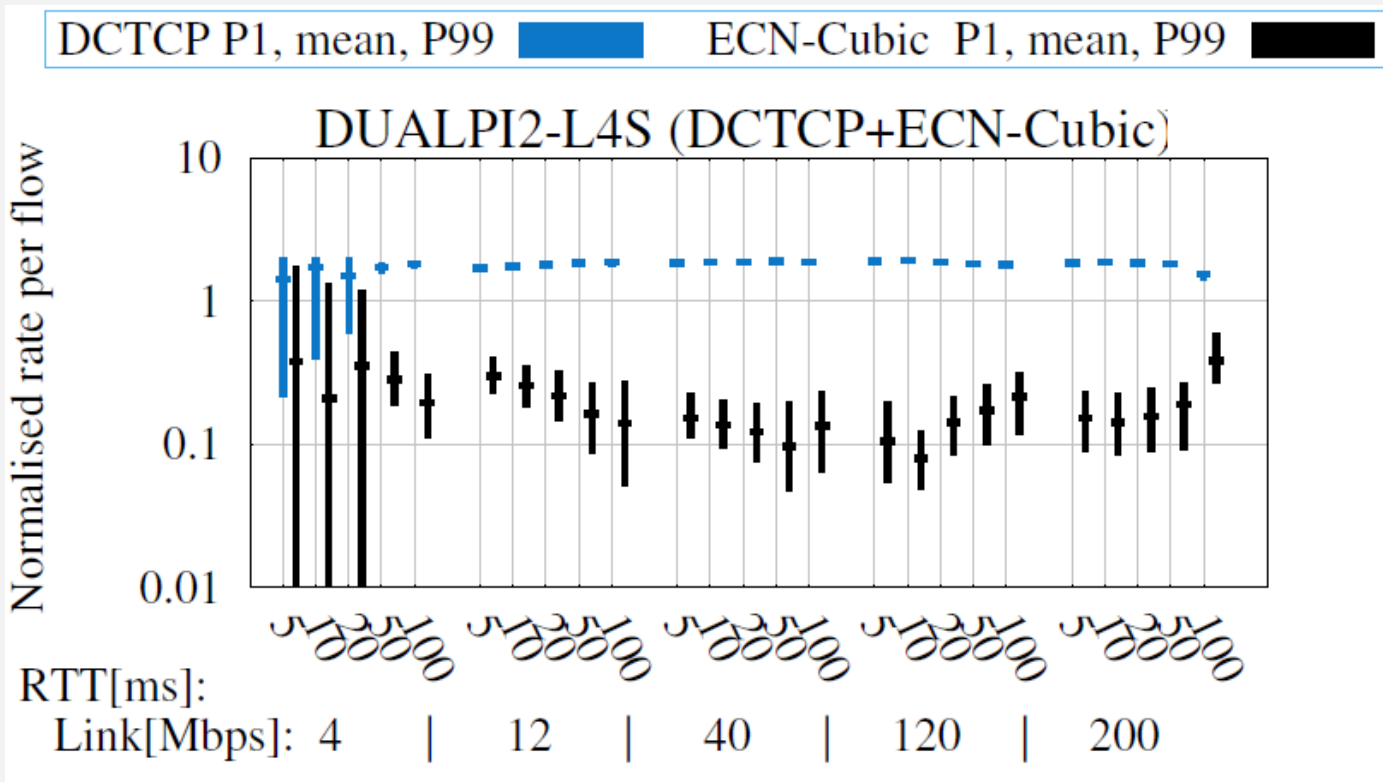 DCTCP P1, mean, P99 ECN-Cubic P1, mean, P99
DUALPI2-L4S (DCTCP+ECN-Cubic)
Normalised rate per flow
10
1
0.1
0.01
5 10 20 50 100 5 10 20 50 100 5 10 20 50 100 5 10 20 50 100 5 10 20 50 100
RTT[ms]:
Link[Mbps]: 4 | 12 | 40 | 120 | 200